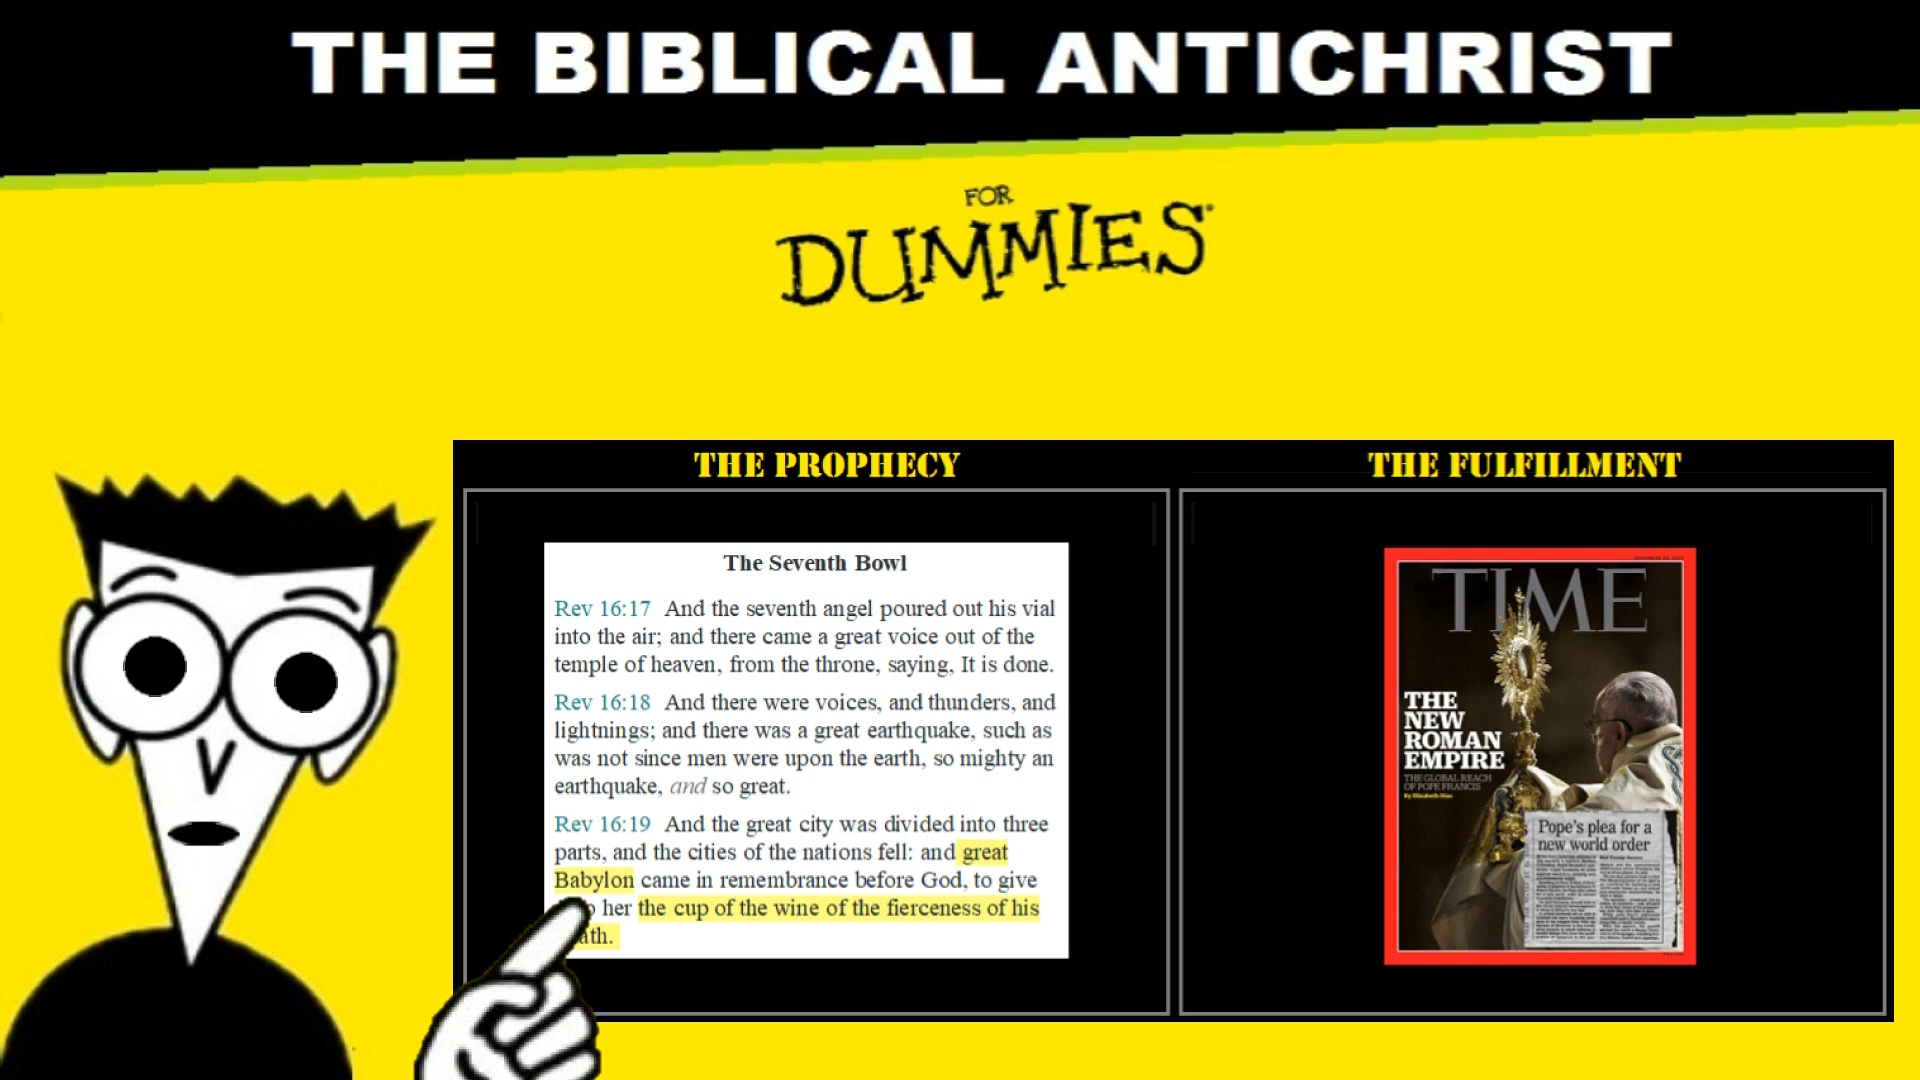 THE BIBLICAL ANTICHRIST
FOR
DUMMIES
THE PROPHECY
The Seventh Bowl
Rev 16:17 And the seventh angel poured out his vial
into the air; and there came a great voice out of the
temple of heaven, from the throne, saying, It is done.
Rev 16:18 And there were voices, and thunders, and
lightnings; and there was a great earthquake, such as
was not since men were upon the earth, so mighty an
earthquake, and so great.
Rev 16:19 And the great city was divided into three
parts, and the cities of the nations fell: and great
Babylon came in remembrance before God, to give
her the cup of the wine of the fierceness of his
ath.
THE FULFILLMENT
TIME
THE
NEW
ROMAN
EMPIRE
THE GLOBAL REACH
OF POPE FRANCIS
Pope's plea for a
new world order